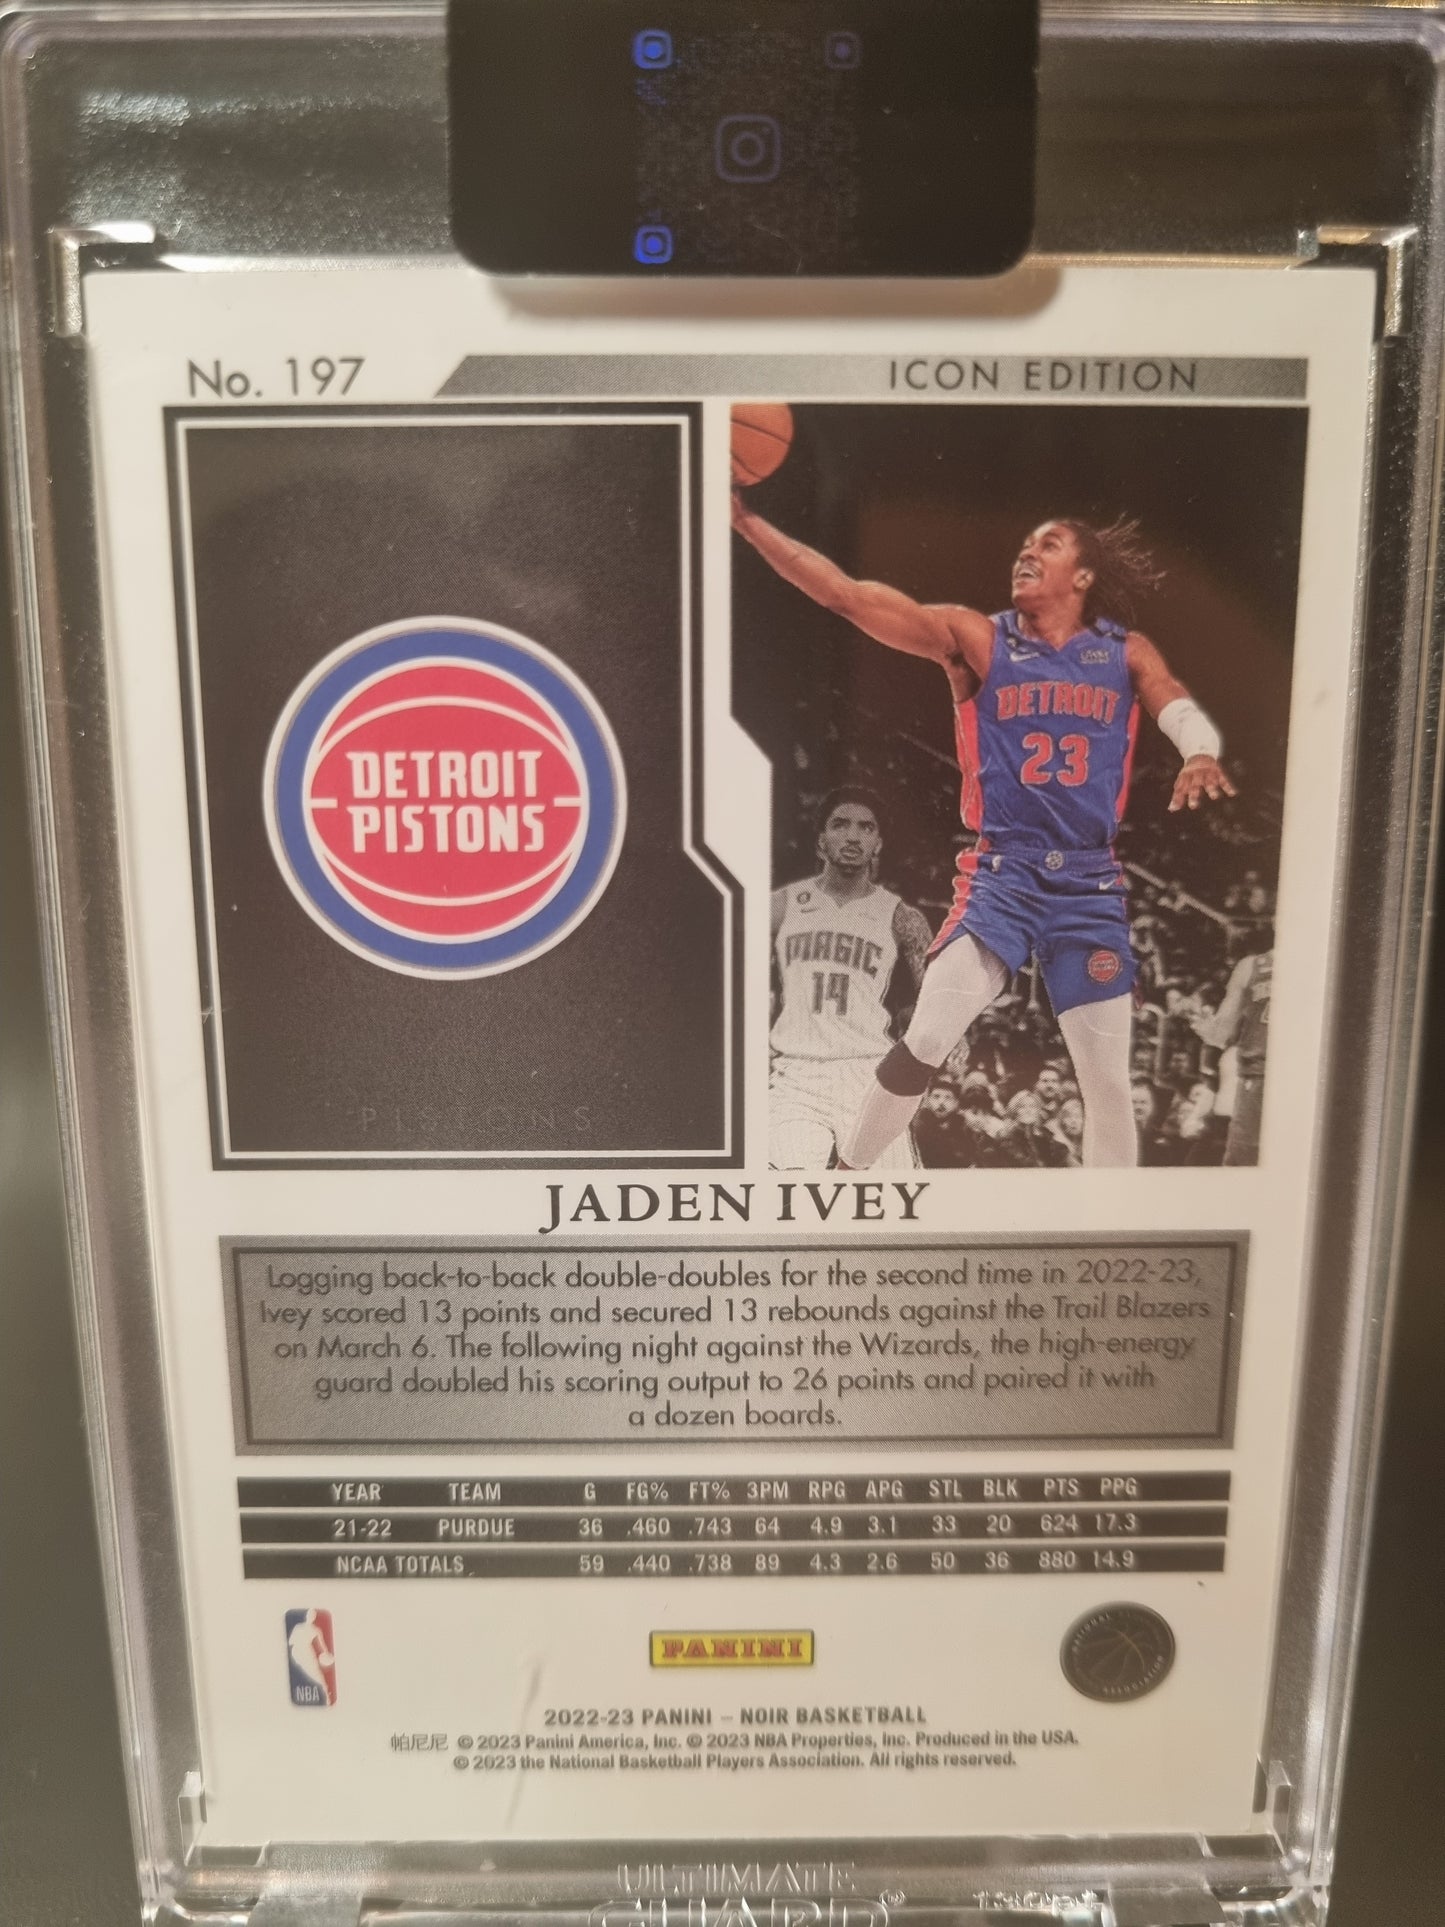 No. 197
ICON EDITION
DETROIT
PISTONS
DETROIT
23
MAGIC
14
PISTONS
JADEN IVEY
Logging back-to-back double-doubles for the second time in 2022-23,
Ivey scored 13 points and secured 13 rebounds against the Trail Blazers
on March 6. The following night against the Wizards, the high-energy
guard doubled his scoring output to 26 points and paired it with
a dozen boards.
YEAR TEAM G FG% FT% 3PM RPG APG STL BLK PTS PPG
21-22 PURDUE 36 .460 .743 64 4.9 3.1 33 20 624 17.3
NCAA TOTALS 59 .440 .738 89 4.3 2.6 50 36 880 14.9
NBA
PANINI
NATIONAL ASSOCIATION
2022-23 PANINI – NOIR BASKETBALL
帕尼尼 © 2023 Panini America, Inc. © 2023 NBA Properties, Inc. Produced in the USA.
© 2023 the National Basketball Players Association. All rights reserved.
ULTIMATE
GUARD®